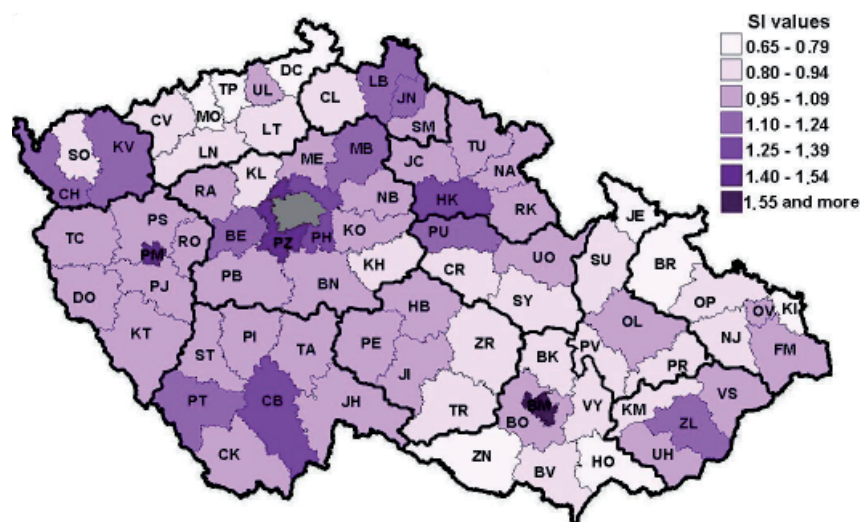 SI values
0.65 - 0.79
0.80 - 0.94
0.95 - 1.09
1.10 - 1.24
1.25 - 1.39
1.40 - 1.54
1.55 and more
DC
TP
UL
LB
JN
CL
CV
MO
LT
SM
SO
KV
LN
ME
MB
JC
TU
NA
KL
CH
RA
NB
HK
RK
JE
PS
BE
PZ
PH
KO
PU
TC
RO
PM
UO
SU
BR
KH
CR
OP
PB
BN
SY
OV
KI
DO
PJ
HB
OL
NJ
KT
ST
PI
TA
PE
ZR
BK
PV
PR
FM
JI
PT
CB
JH
TR
BO
BM
VY
KM
VS
ZL
CK
ZN
BV
HO
UH